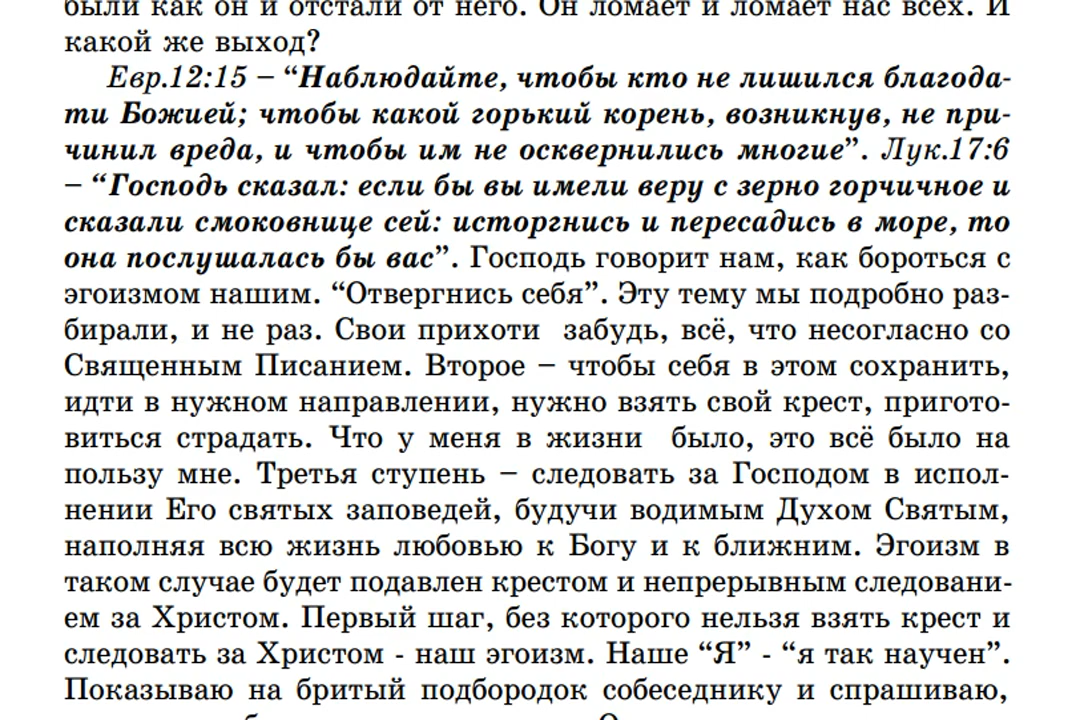 были как он и отстали от него. Он ломает и ломает нас всех. И
какой же выход?
Евр.12:15 – “Наблюдайте, чтобы кто не лишился благода-
ти Божией; чтобы какой горький корень, возникнув, не при-
чинил вреда, и чтобы им не осквернились многие”. Лук.17:6
– “Господь сказал: если бы вы имели веру с зерно горчичное и
сказали смоковнице сей: исторгнись и пересадись в море, то
она послушалась бы вас”. Господь говорит нам, как бороться с
эгоизмом нашим. “Отвергнись себя”. Эту тему мы подробно раз-
бирали, и не раз. Свои прихоти  забудь, всё, что несогласно со
Священным Писанием. Второе – чтобы себя в этом сохранить,
идти в нужном направлении, нужно взять свой крест, пригото-
виться страдать. Что у меня в жизни  было, это всё было на
пользу мне. Третья ступень – следовать за Господом в испол-
нении Его святых заповедей, будучи водимым Духом Святым,
наполняя всю жизнь любовью к Богу и к ближним. Эгоизм в
таком случае будет подавлен крестом и непрерывным следовани-
ем за Христом. Первый шаг, без которого нельзя взять крест и
следовать за Христом - наш эгоизм. Наше “Я” - “я так научен”.
Показываю на бритый подбородок собеседнику и спрашиваю,